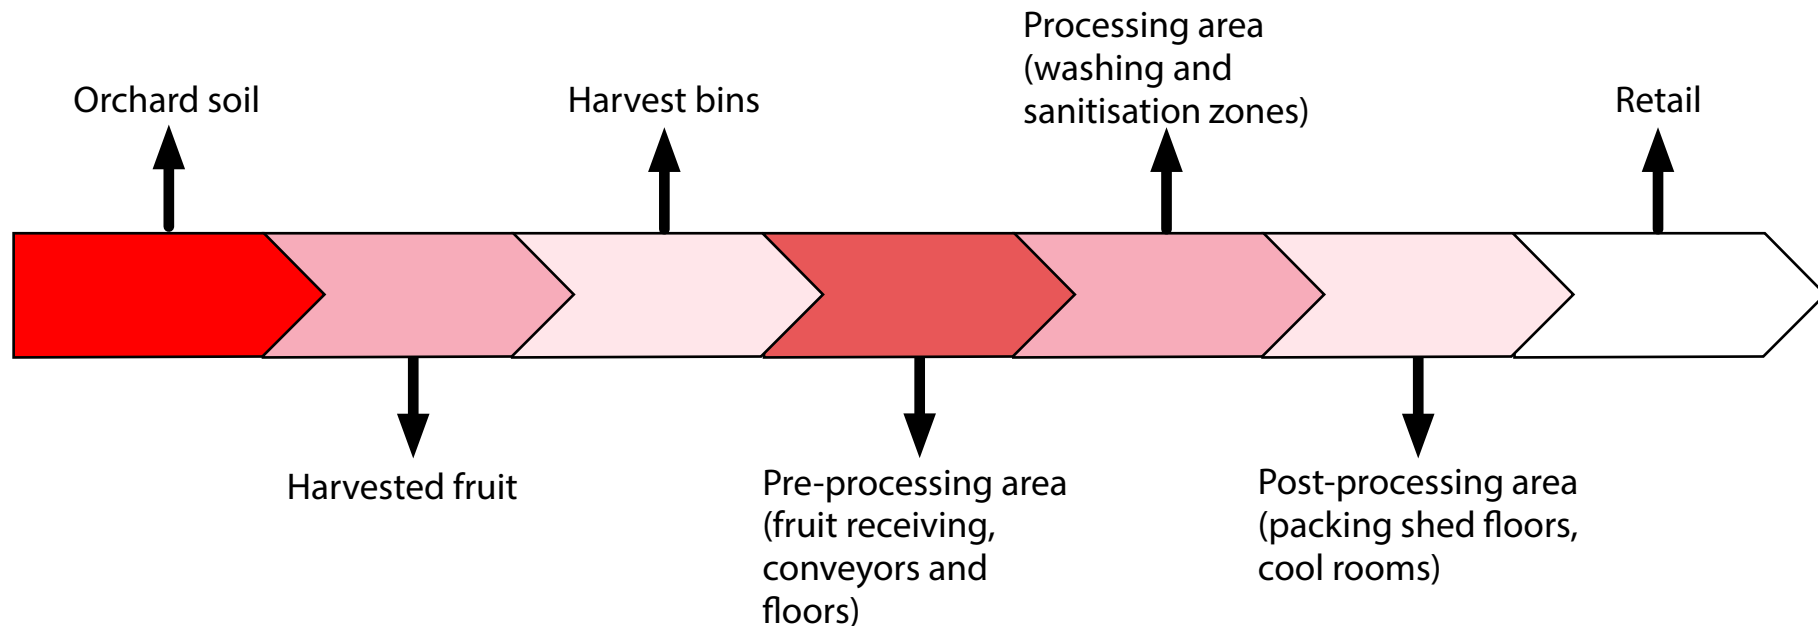 Orchard soil
Harvested fruit
Harvest bins
Pre-processing area
(fruit receiving,
conveyors and
floors)
Processing area
(washing and
sanitisation zones)
Post-processing area
(packing shed floors,
cool rooms)
Retail